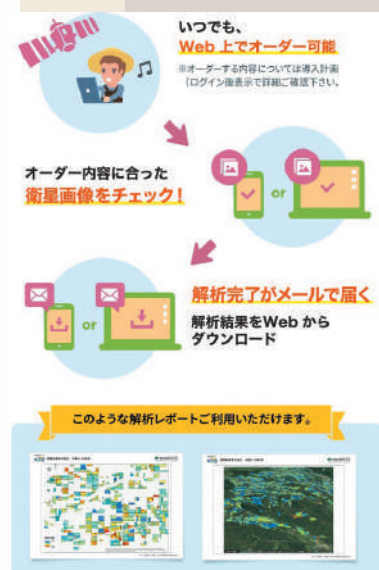 いつでも、
Web 上でオーダー可能
※オーダーする内容については導入計画
(ログイン後表示で詳細ご確認下さい。
オーダー内容に合った
衛星画像をチェック!
or
解析完了がメールで届く
or
解析結果をWeb から
ダウンロード
このような解析レポートご利用いただけます。